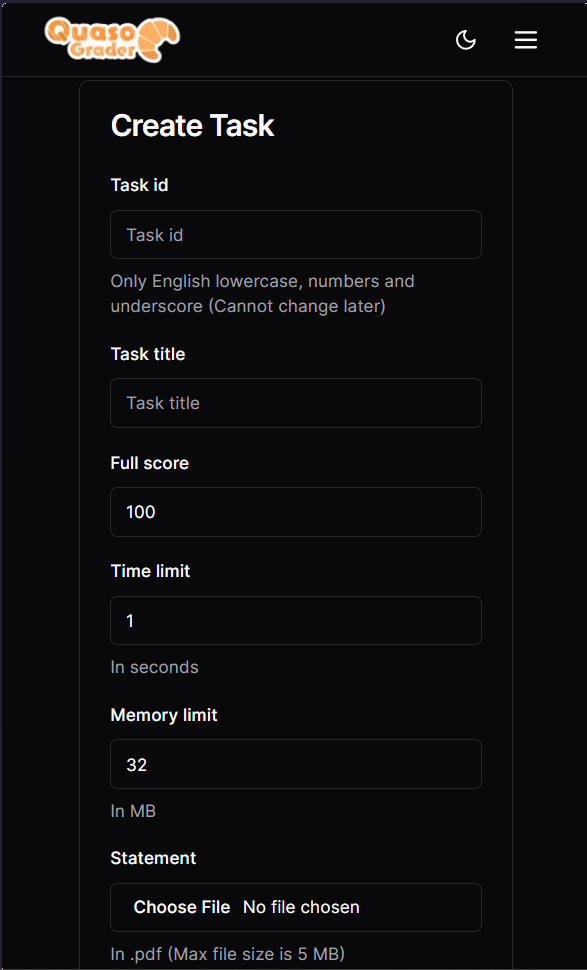 Quaso
Grader
Create Task
Task id
Task id
Only English lowercase, numbers and
underscore (Cannot change later)
Task title
Task title
Full score
100
Time limit
1
In seconds
Memory limit
32
In MB
Statement
Choose File No file chosen
In .pdf (Max file size is 5 MB)